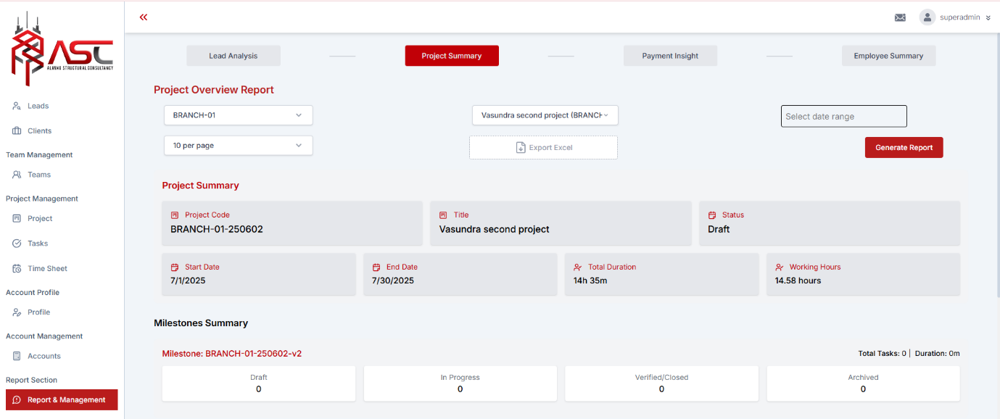 ASC
ALMINO STRUCTURAL CONSULTANCY
Leads
Clients
Team Management
Teams
Project Management
Project
Tasks
Time Sheet
Account Profile
Profile
Account Management
Accounts
Report Section
Report & Management
superadmin
Lead Analysis
Project Summary
Payment Insight
Employee Summary
Project Overview Report
BRANCH-01
Vasundra second project (BRANCH
Select date range
10 per page
Export Excel
Generate Report
Project Summary
Project Code
BRANCH-01-250602
Title
Vasundra second project
Status
Draft
Start Date
7/1/2025
End Date
7/30/2025
Total Duration
14h 35m
Working Hours
14.58 hours
Milestones Summary
Milestone: BRANCH-01-250602-v2
Total Tasks: 0 | Duration: 0m
Draft
0
In Progress
0
Verified/Closed
0
Archived
0